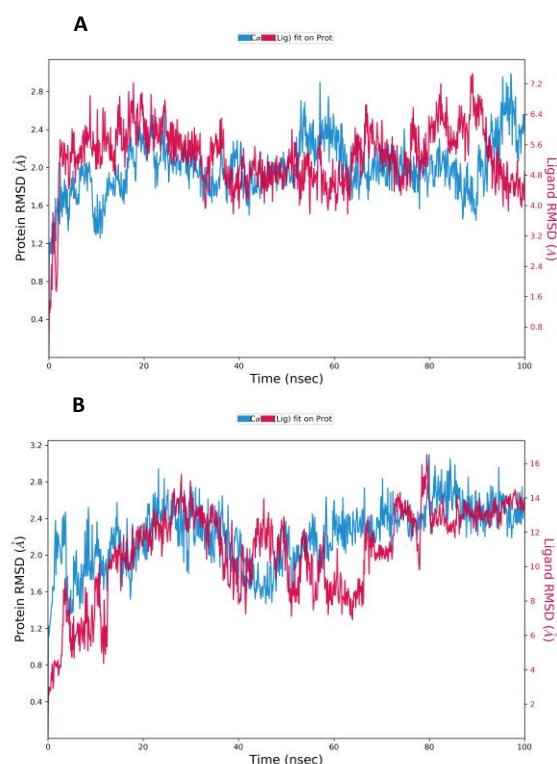 A
Cα (Lig) fit on Prot
Protein RMSD (Å)
2.8
2.4
2.0
1.6
1.2
0.8
0.4
7.2
6.4
5.6
4.8
4.0
3.2
2.4
1.6
0.8
Ligand RMSD (Å)
0 20 40 60 80 100
Time (nsec)
B
Cα (Lig) fit on Prot
Protein RMSD (Å)
3.2
2.8
2.4
2.0
1.6
1.2
0.8
0.4
16
14
12
10
8
6
4
2
Ligand RMSD (Å)
0 20 40 60 80 100
Time (nsec)